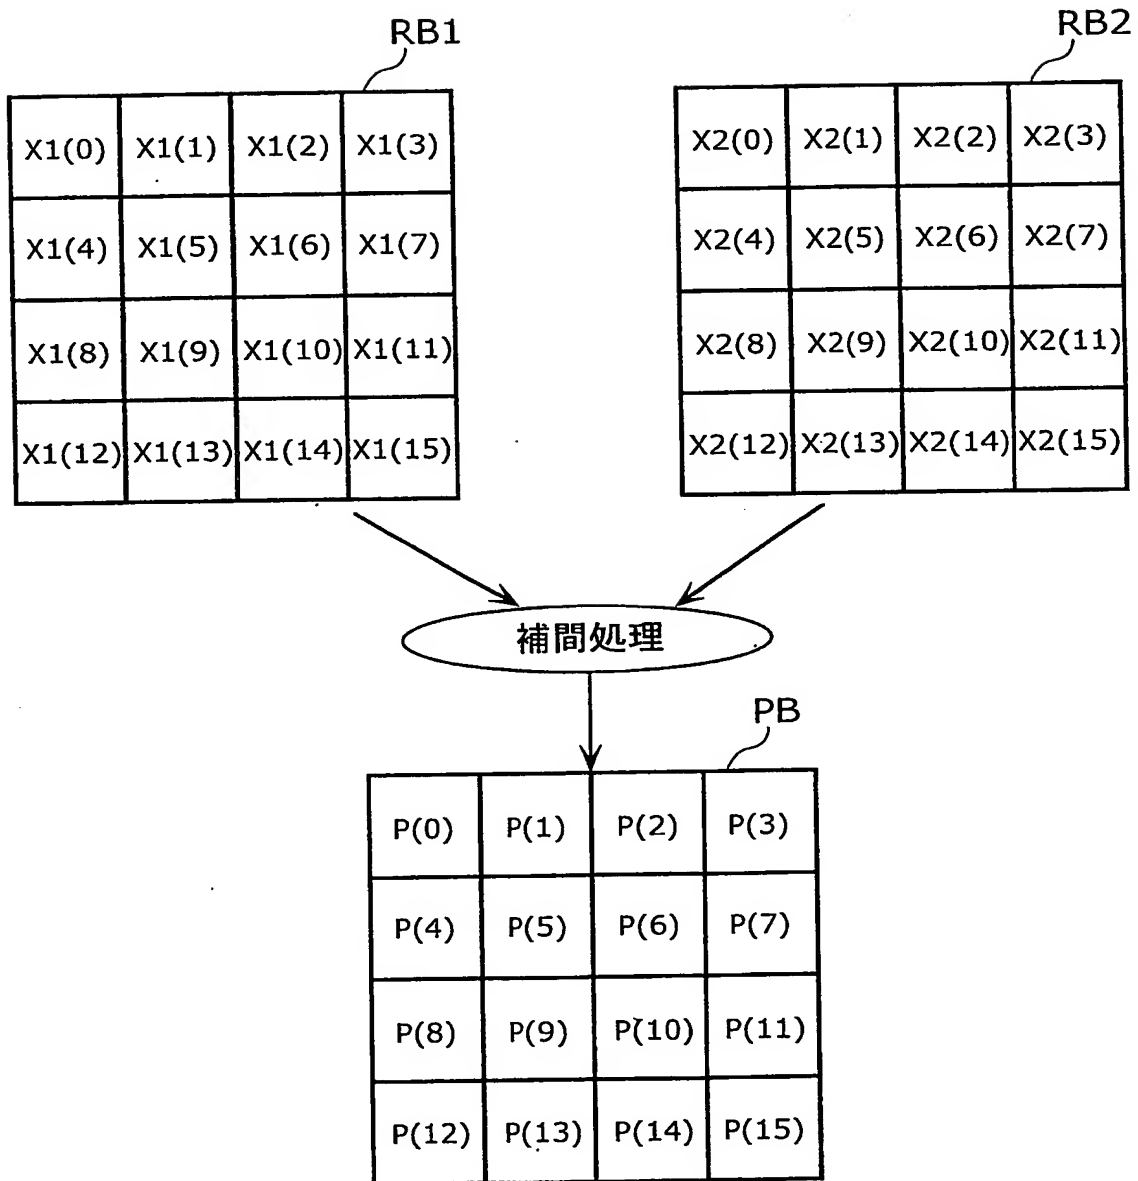 RB1
RB2
X1(0) X1(1) X1(2) X1(3)
X1(4) X1(5) X1(6) X1(7)
X1(8) X1(9) X1(10) X1(11)
X1(12) X1(13) X1(14) X1(15)
X2(0) X2(1) X2(2) X2(3)
X2(4) X2(5) X2(6) X2(7)
X2(8) X2(9) X2(10) X2(11)
X2(12) X2(13) X2(14) X2(15)
補間処理
PB
P(0) P(1) P(2) P(3)
P(4) P(5) P(6) P(7)
P(8) P(9) P(10) P(11)
P(12) P(13) P(14) P(15)